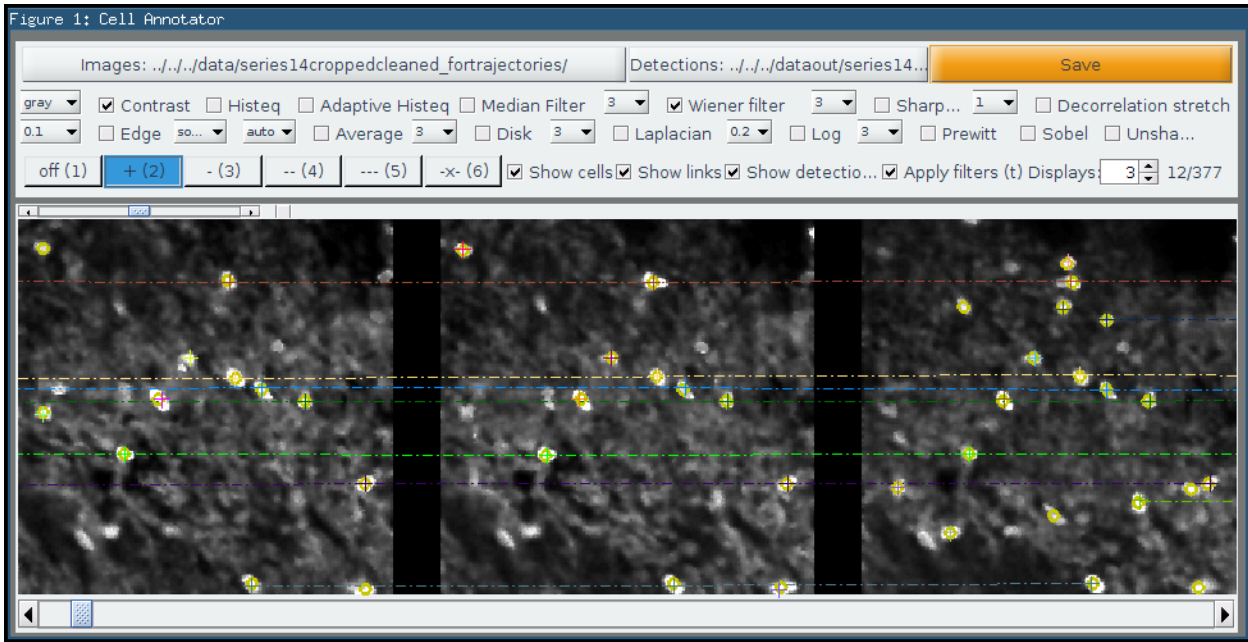 Figure 1: Cell Annotator
Images: ../../../data/series14croppedcleaned_fortrajectories/ Detections: ../../../dataout/series14... Save
gray Contrast Histeq Adaptive Histeq Median Filter 3 Wiener filter 3 Sharp... 1 Decorrelation stretch
0.1 Edge so... auto Average 3 Disk 3 Laplacian 0.2 Log 3 Prewitt Sobel Unsha...
off (1) + (2) - (3) -- (4) --- (5) -x- (6) Show cells Show links Show detectio... Apply filters (t) Displays: 3 12/377